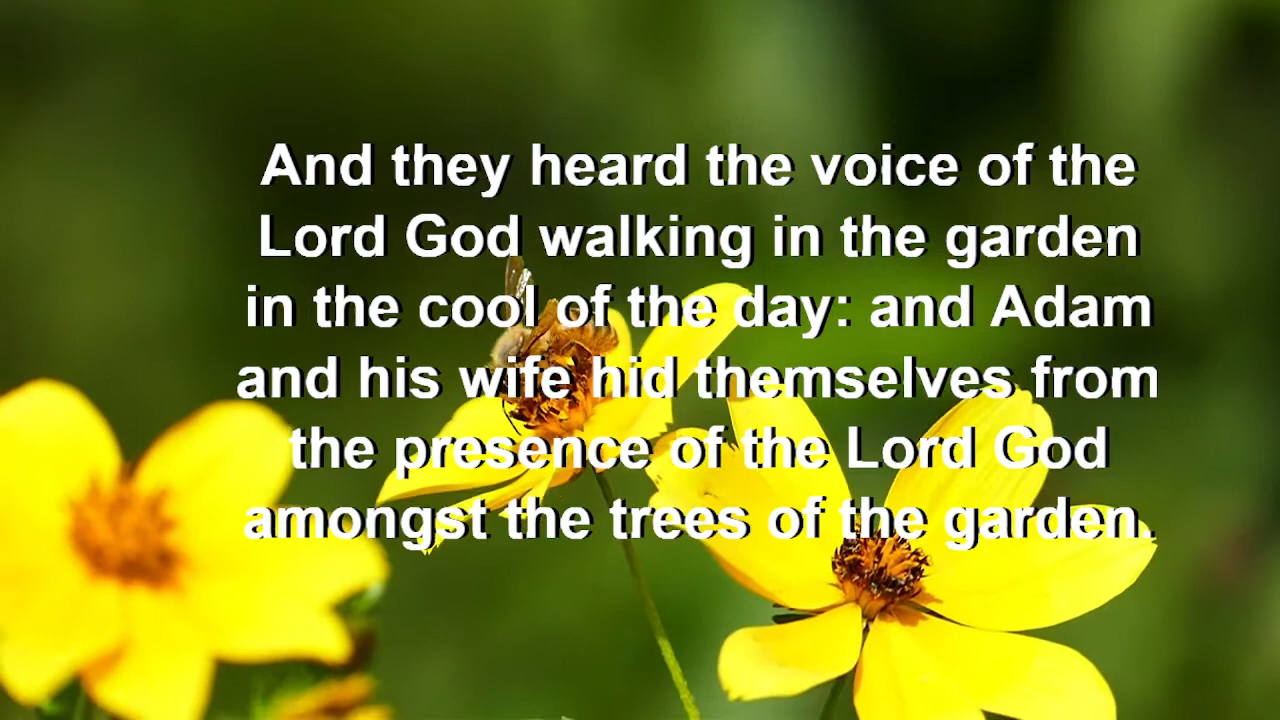 And they heard the voice of the
Lord God walking in the garden
in the cool of the day: and Adam
and his wife hid themselves from
the presence of the Lord God
amongst the trees of the garden.